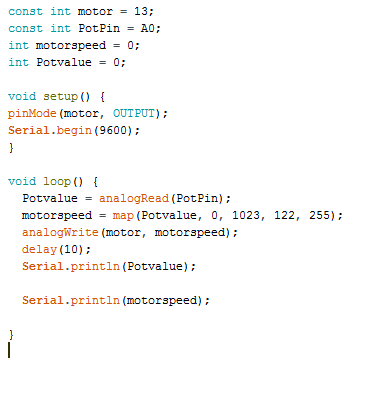 const int motor = 13;
const int PotPin = A0;
int motorspeed = 0;
int Potvalue = 0;
void setup() {
pinMode(motor, OUTPUT);
Serial.begin(9600);
}
void loop() {
Potvalue = analogRead(PotPin);
motorspeed = map(Potvalue, 0, 1023, 122, 255);
analogWrite(motor, motorspeed);
delay(10);
Serial.println(Potvalue);
Serial.println(motorspeed);
}